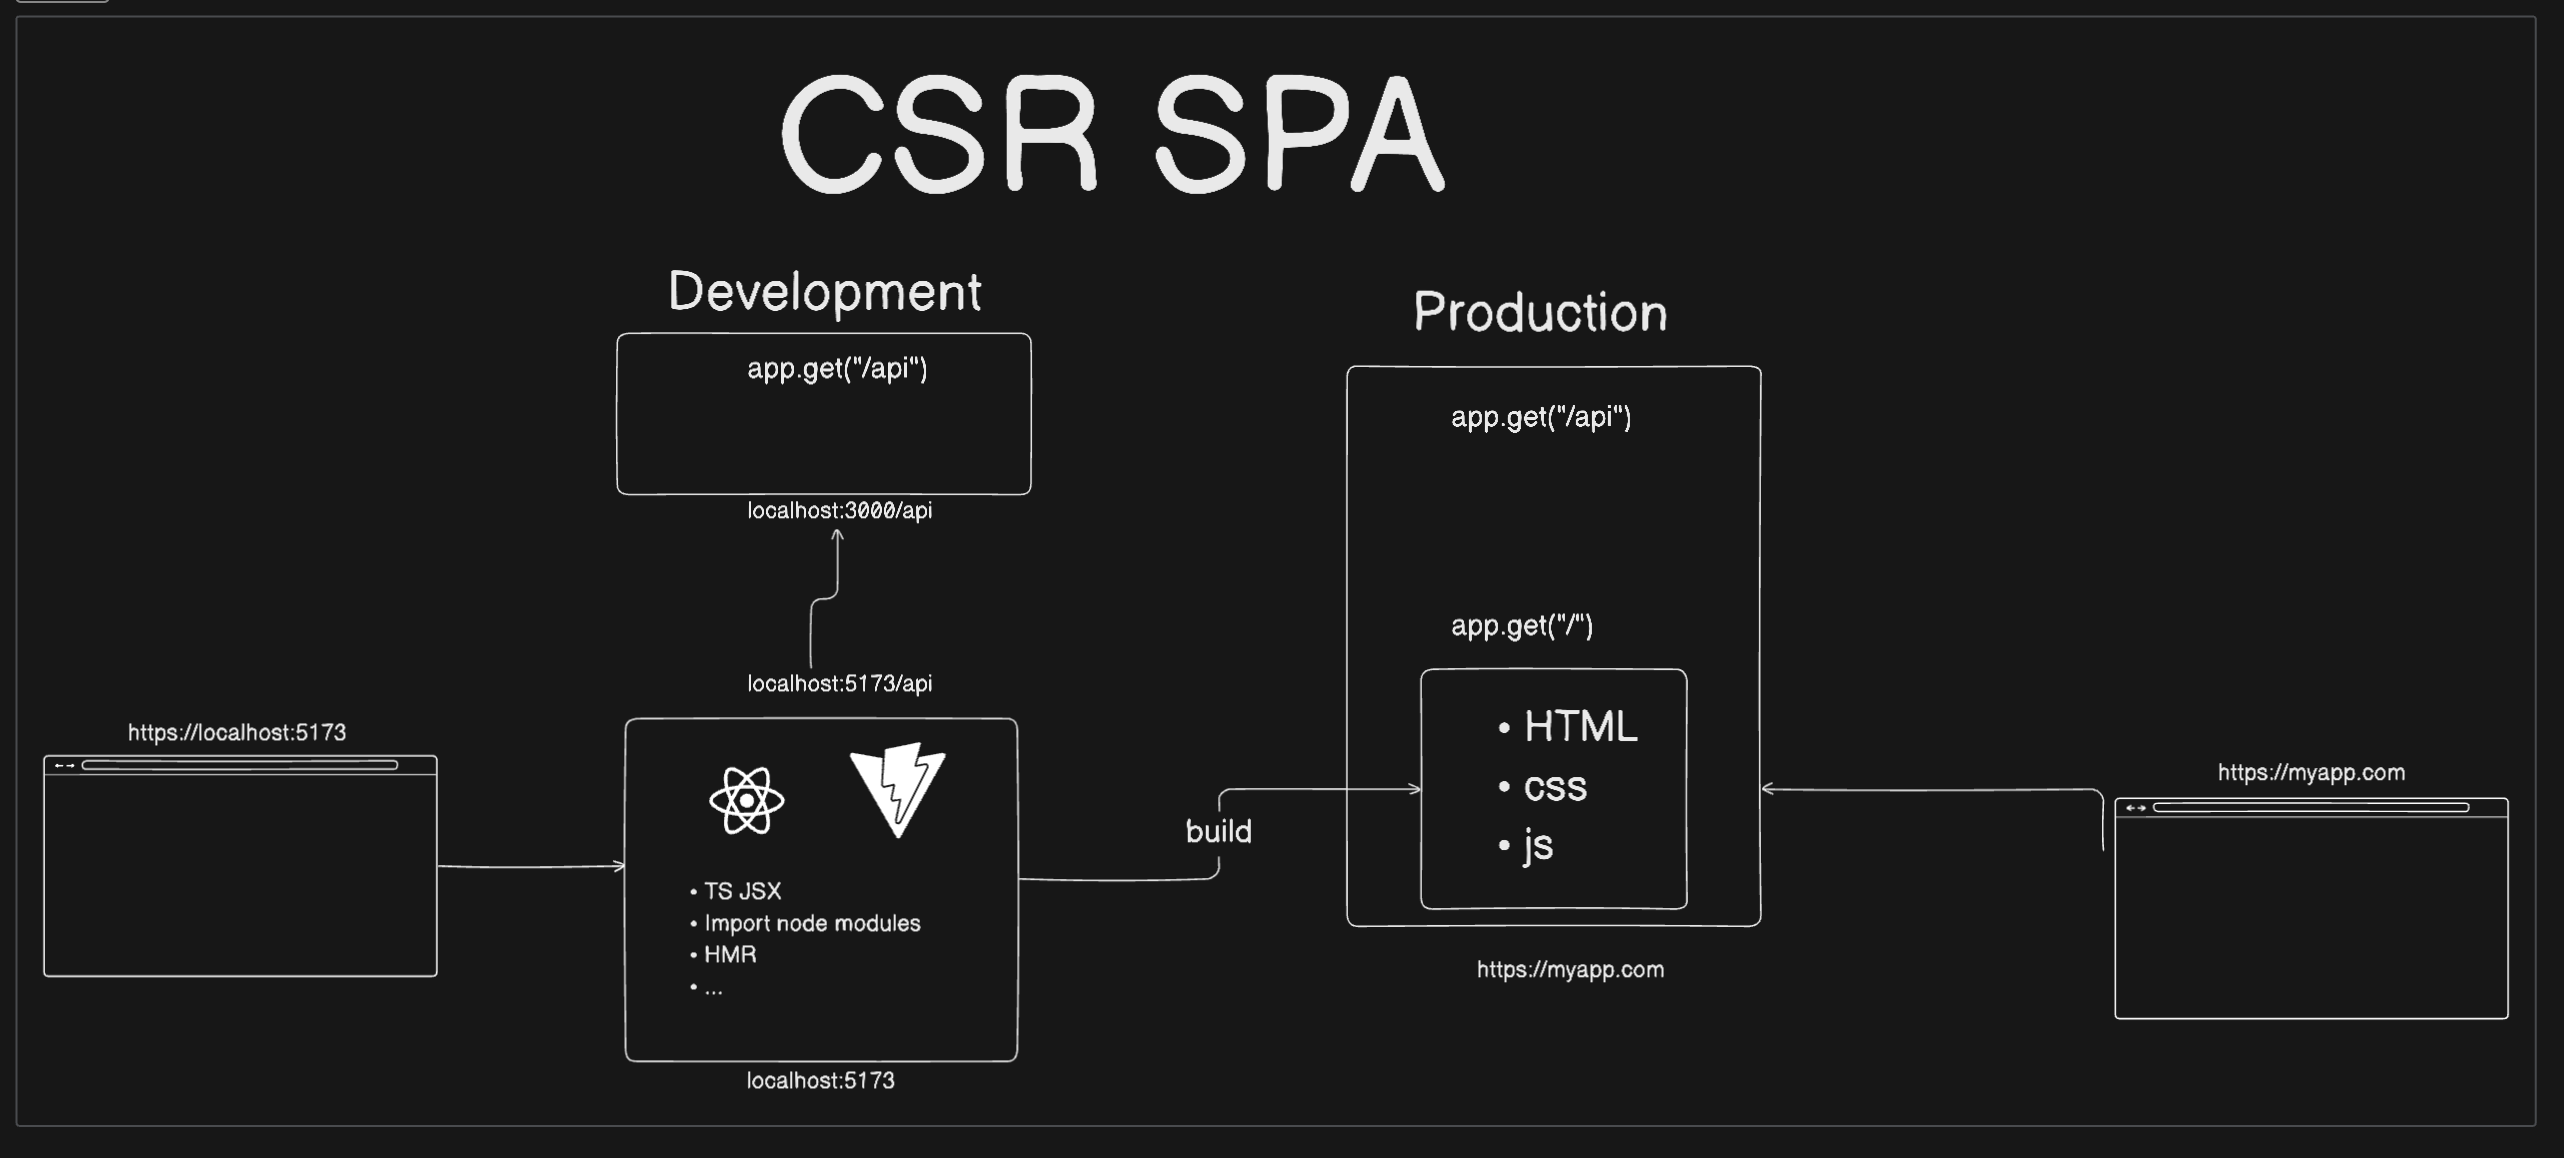 CSR SPA
Development
app.get("/api")
localhost:3000/api
localhost:5173/api
https://localhost:5173
• TS JSX
• Import node modules
• HMR
• ...
localhost:5173
build
Production
app.get("/api")
app.get("/")
• HTML
• css
• js
https://myapp.com
https://myapp.com